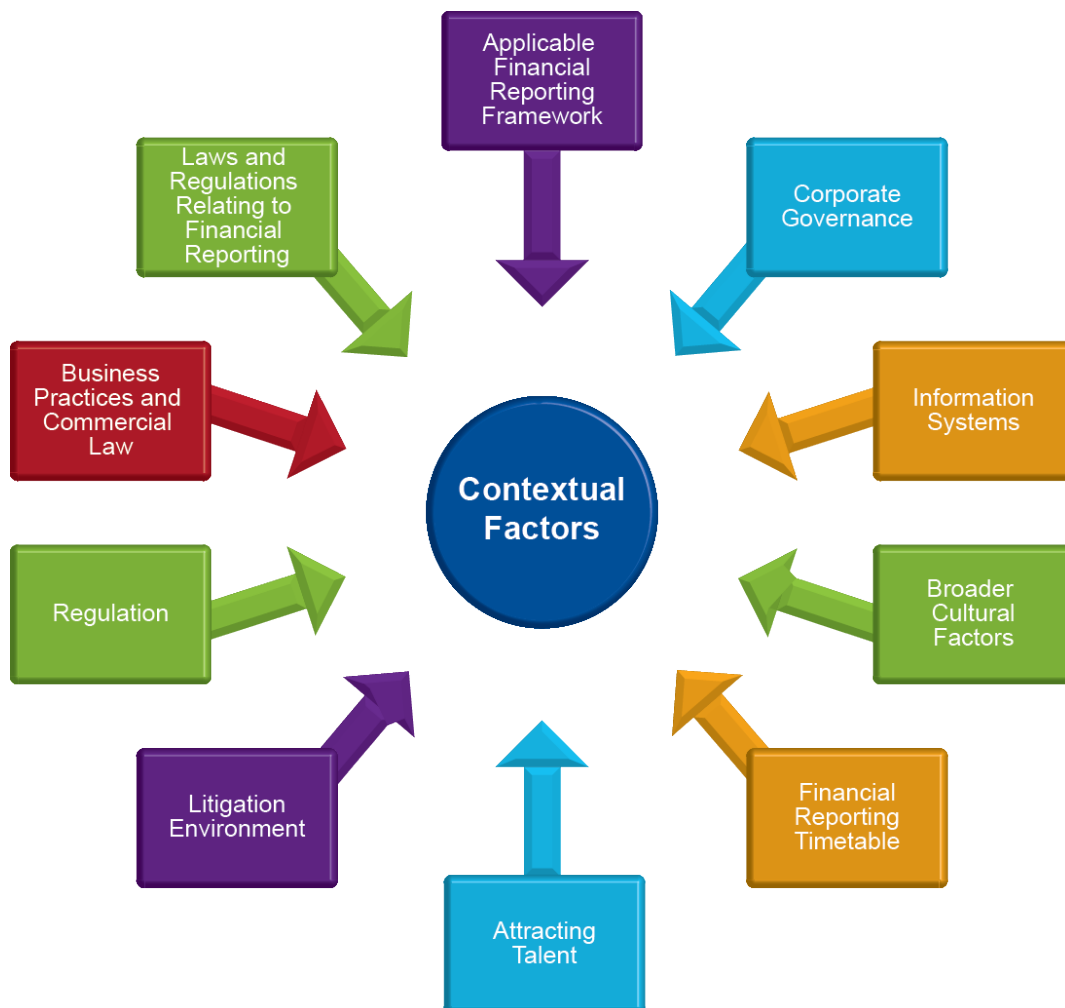 Applicable
Financial
Reporting
Framework
Laws and
Regulations
Relating to
Financial
Reporting
Corporate
Governance
Business
Practices and
Commercial
Law
Information
Systems
Contextual
Factors
Regulation
Broader
Cultural
Factors
Litigation
Environment
Financial
Reporting
Timetable
Attracting
Talent